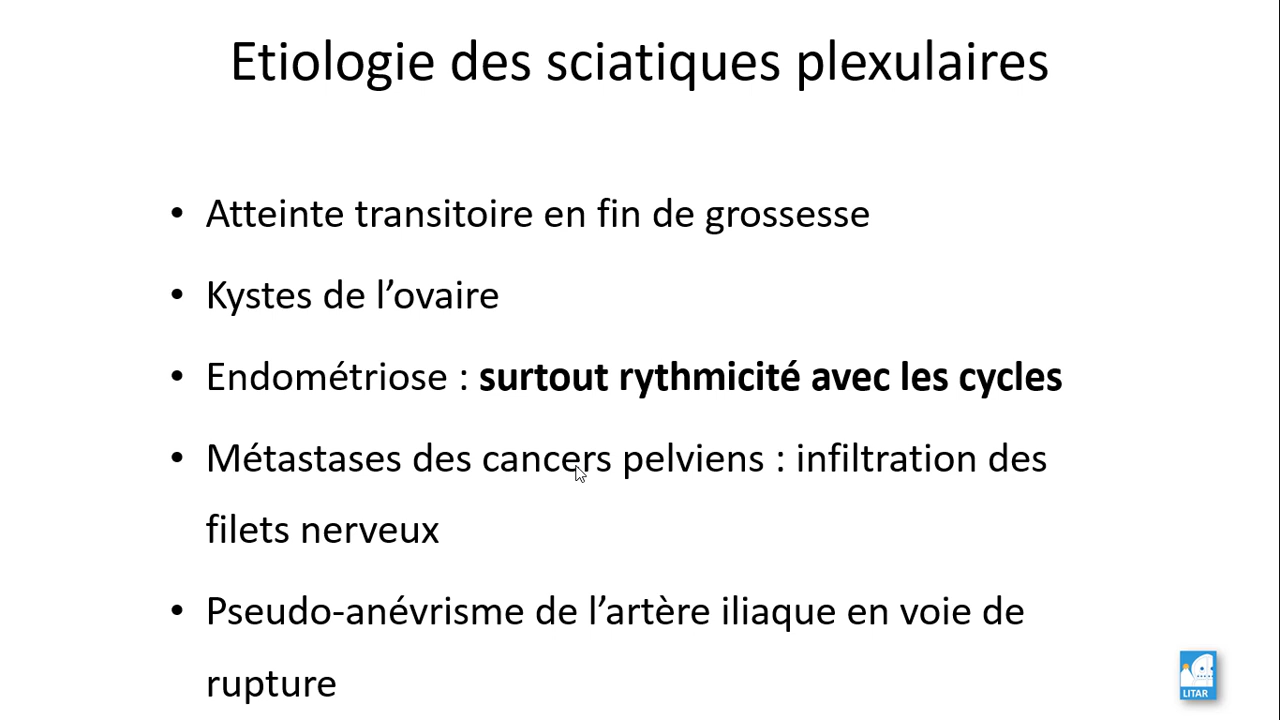 Etiologie des sciatiques plexulaires
• Atteinte transitoire en fin de grossesse
• Kystes de l’ovaire
• Endométriose : surtout rythmicité avec les cycles
• Métastases des cancers pelviens : infiltration des
filets nerveux
• Pseudo-anévrisme de l’artère iliaque en voie de
rupture
LITAR